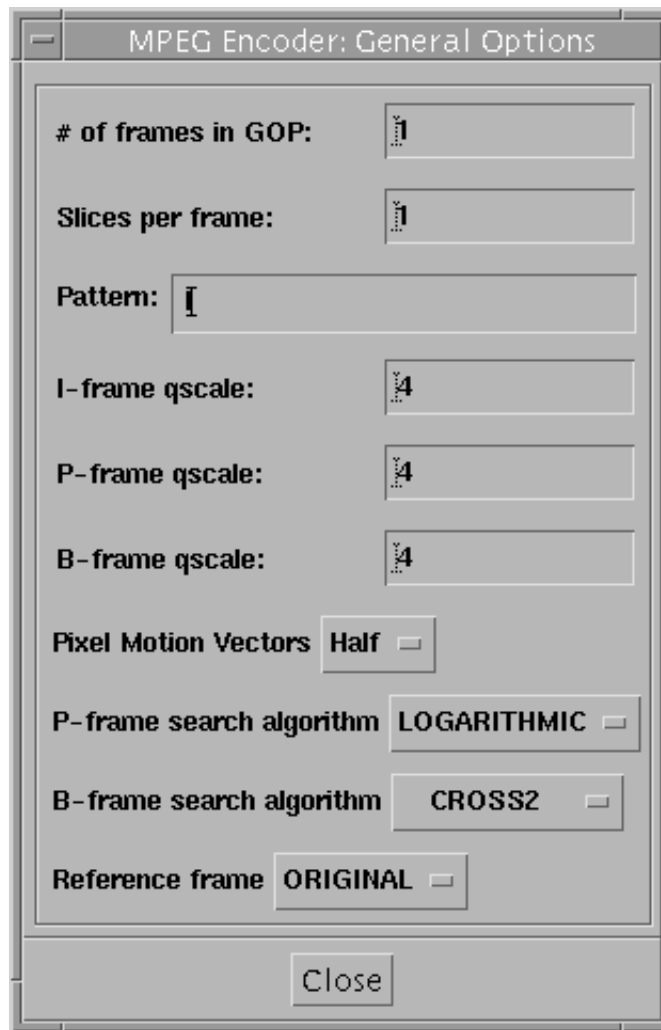 MPEG Encoder: General Options
# of frames in GOP: 1
Slices per frame: 1
Pattern: I
I-frame qscale: 4
P-frame qscale: 4
B-frame qscale: 4
Pixel Motion Vectors Half
P-frame search algorithm LOGARITHMIC
B-frame search algorithm CROSS2
Reference frame ORIGINAL
Close